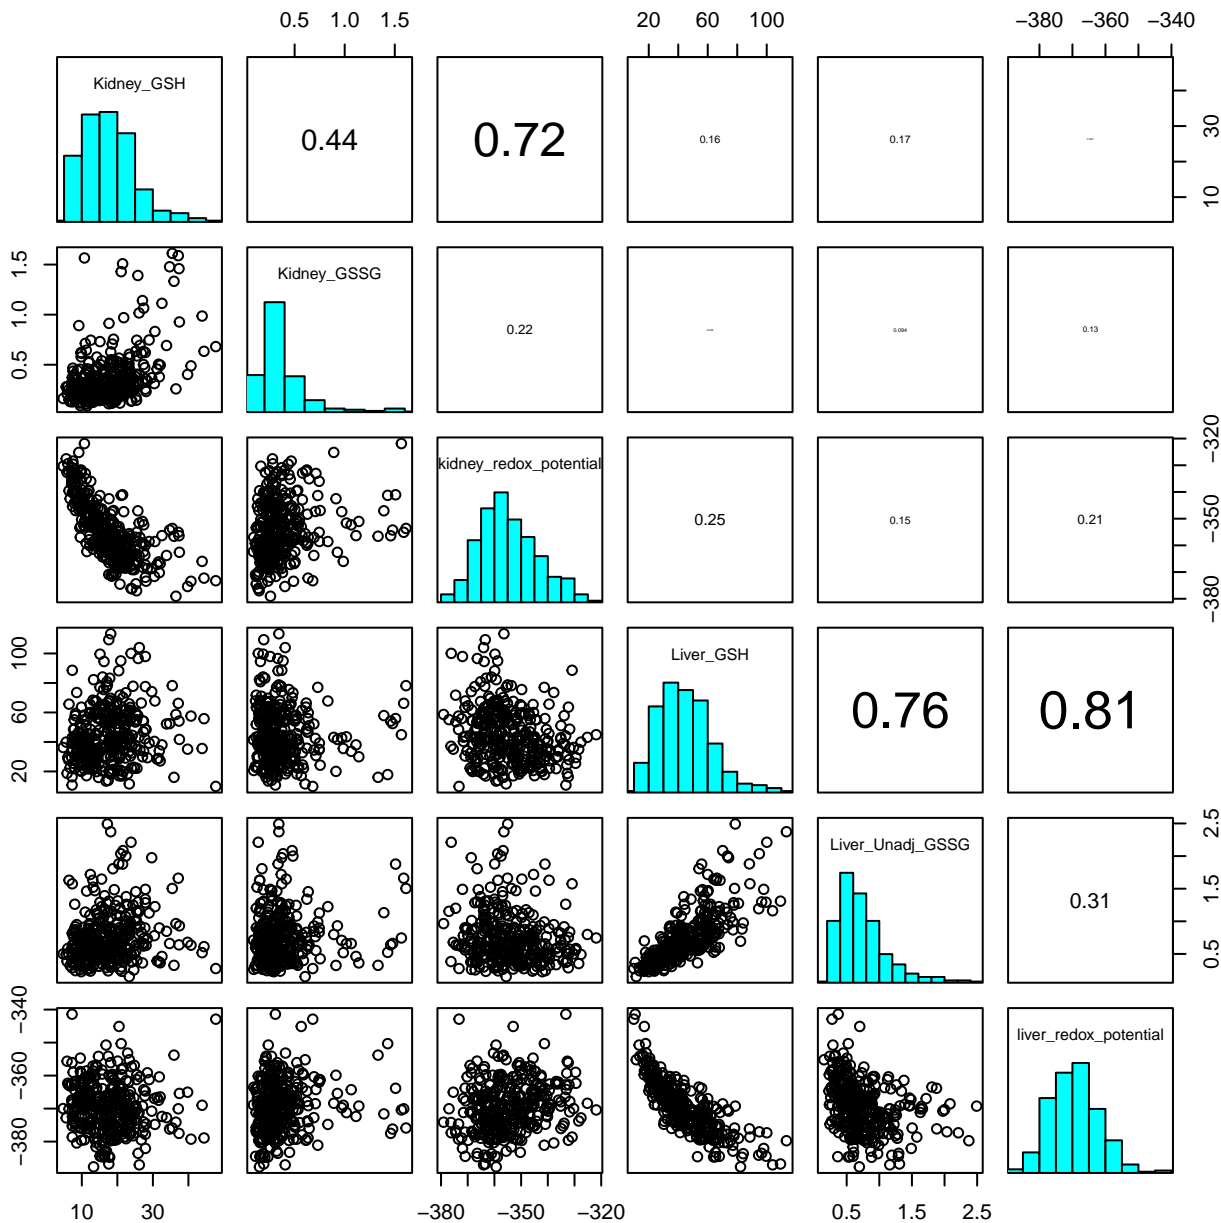 0.5 1.0 1.5 20 60 100 −380 −360 −340
Kidney_GSH 0.44 0.72 0.16 0.17
10 30
Kidney_GSSG 0.22 0.094 0.13
0.5 1.0 1.5
kidney_redox_potential 0.25 0.15 0.21
−380 −350 −320
Liver_GSH 0.76 0.81
20 60 100
Liver_Unadj_GSSG 0.31
0.5 1.5 2.5
liver_redox_potential
−380 −360 −340
10 30 −380 −350 −320 0.5 1.5 2.5